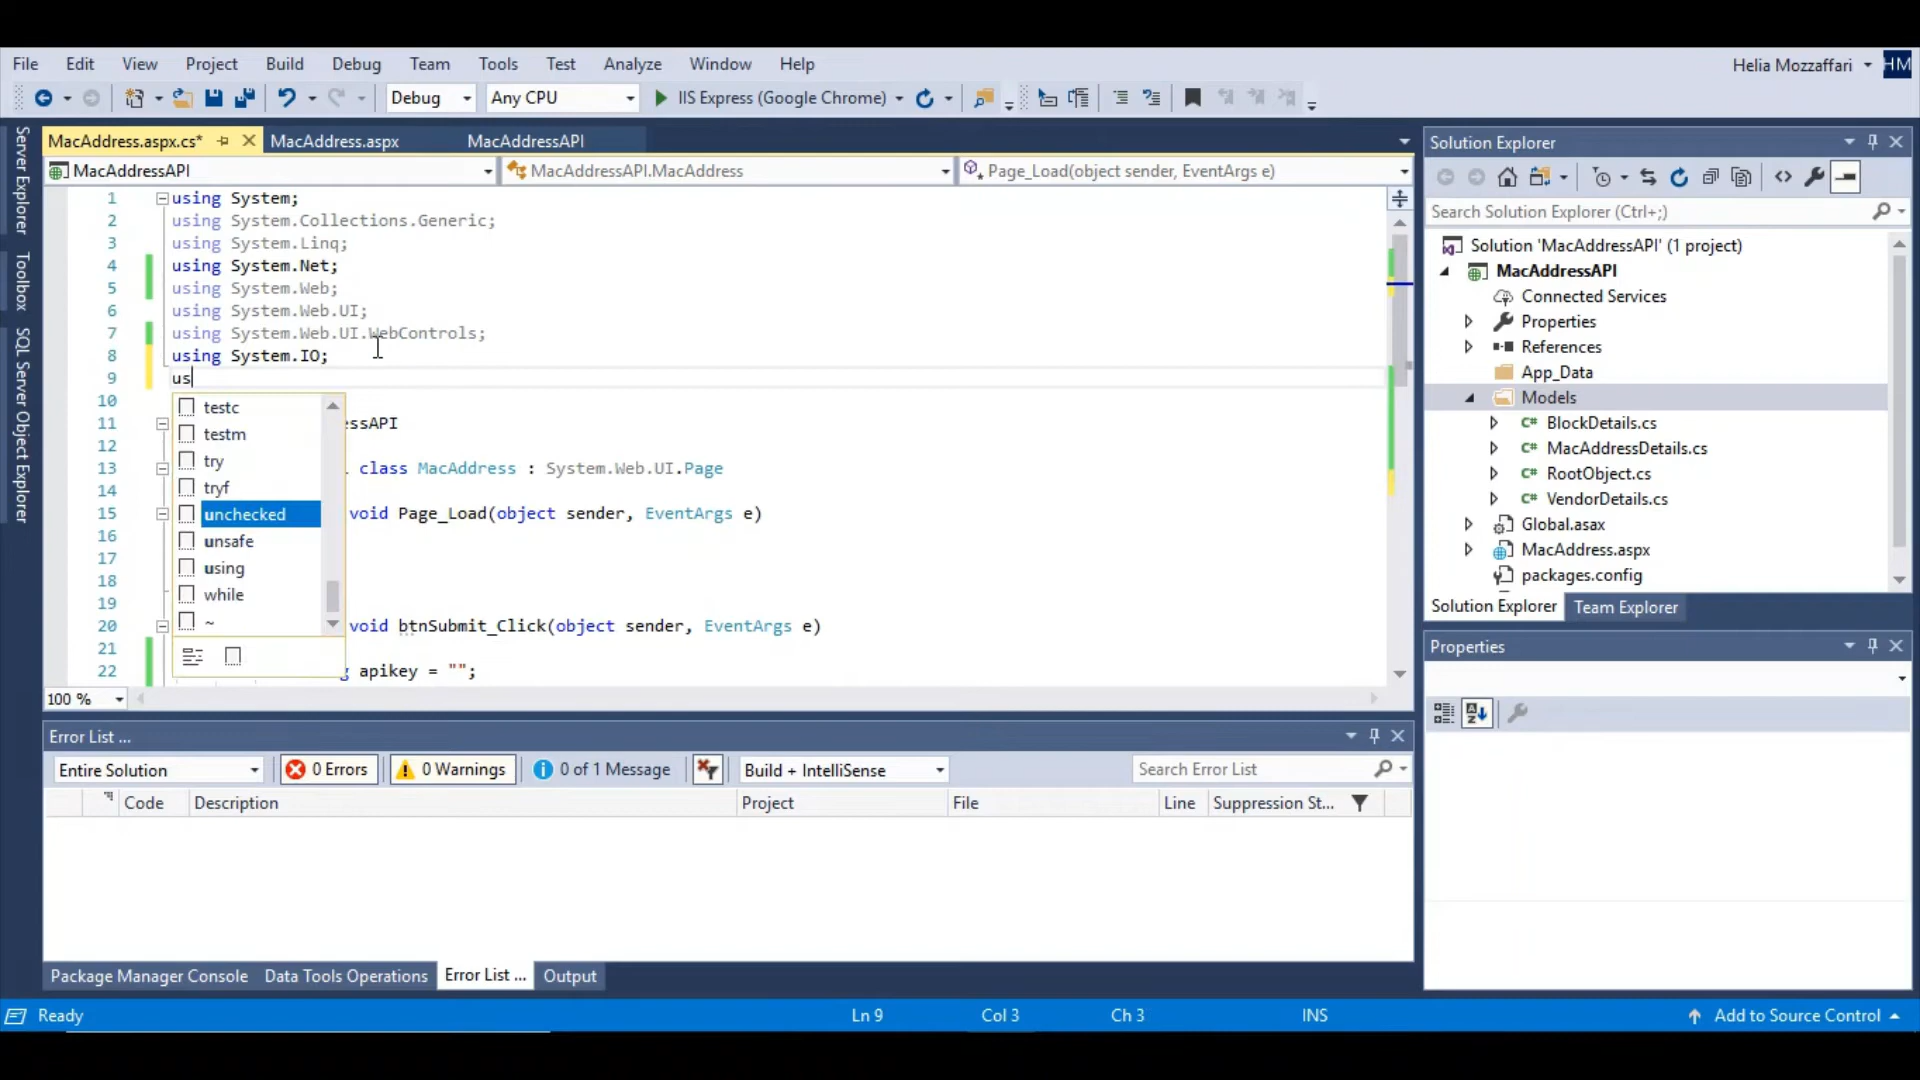 File Edit View Project Build Debug Team Tools Test Analyze Window Help Helia Mozzaffari HM
Debug Any CPU IIS Express (Google Chrome)
MacAddress.aspx.cs* MacAddress.aspx MacAddressAPI
MacAddressAPI MacAddressAPI.MacAddress Page_Load(object sender, EventArgs e)
Server Explorer
Toolbox
SQL Server Object Explorer
1 using System;
2 using System.Collections.Generic;
3 using System.Linq;
4 using System.Net;
5 using System.Web;
6 using System.Web.UI;
7 using System.Web.UI.WebControls;
8 using System.IO;
9 us
10
11 essAPI
12
13 class MacAddress : System.Web.UI.Page
14
15 void Page_Load(object sender, EventArgs e)
16
17
18
19
20 void btnSubmit_Click(object sender, EventArgs e)
21
22 g apikey = "";
testc
testm
try
tryf
unchecked
unsafe
using
while
~
100 %
Solution Explorer
Search Solution Explorer (Ctrl+;)
Solution 'MacAddressAPI' (1 project)
MacAddressAPI
Connected Services
Properties
References
App_Data
Models
C# BlockDetails.cs
C# MacAddressDetails.cs
C# RootObject.cs
C# VendorDetails.cs
Global.asax
MacAddress.aspx
packages.config
Solution Explorer Team Explorer
Properties
Error List ...
Entire Solution 0 Errors 0 Warnings 0 of 1 Message Build + IntelliSense Search Error List
Code Description Project File Line Suppression St...
Package Manager Console Data Tools Operations Error List ... Output
Ready Ln 9 Col 3 Ch 3 INS Add to Source Control